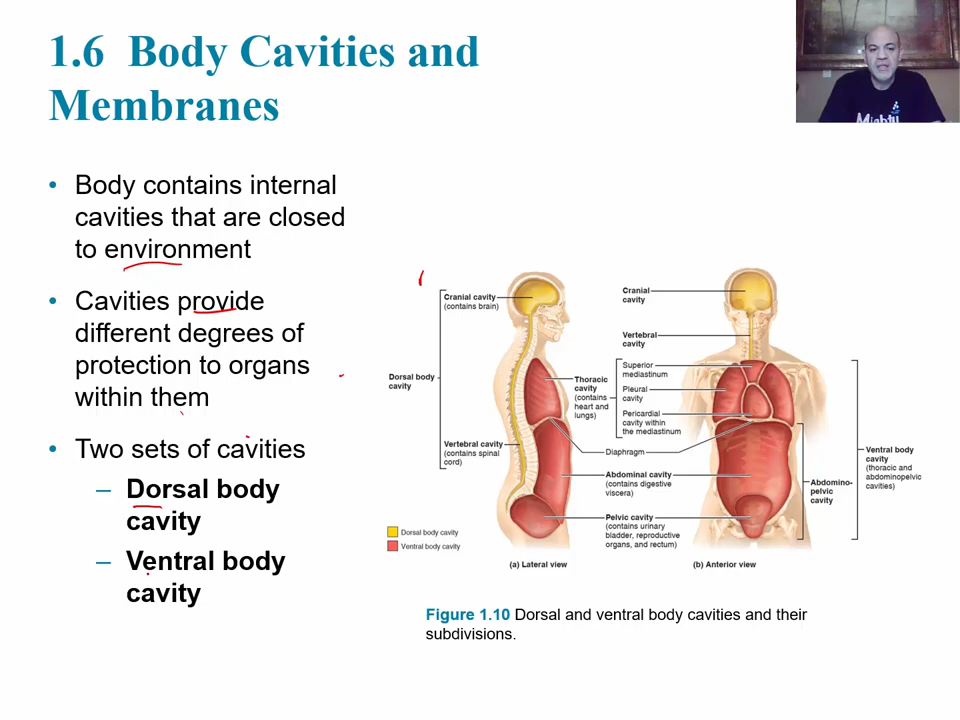 1.6 Body Cavities and
Membranes
Mighty
• Body contains internal
cavities that are closed
to environment
• Cavities provide
different degrees of
protection to organs
within them
• Two sets of cavities
– Dorsal body
cavity
– Ventral body
cavity
Cranial cavity
(contains brain)
Dorsal body
cavity
Vertebral cavity
(contains spinal
cord)
Thoracic
cavity
(contains
heart and
lungs)
Cranial
cavity
Vertebral
cavity
Superior
mediastinum
Pleural
cavity
Pericardial
cavity within
the mediastinum
Diaphragm
Abdominal cavity
(contains digestive
viscera)
Pelvic cavity
(contains urinary
bladder, reproductive
organs, and rectum)
Abdomino-
pelvic
cavity
Ventral body
cavity
(thoracic and
abdominopelvic
cavities)
Dorsal body cavity
Ventral body cavity
(a) Lateral view
(b) Anterior view
Figure 1.10 Dorsal and ventral body cavities and their
subdivisions.